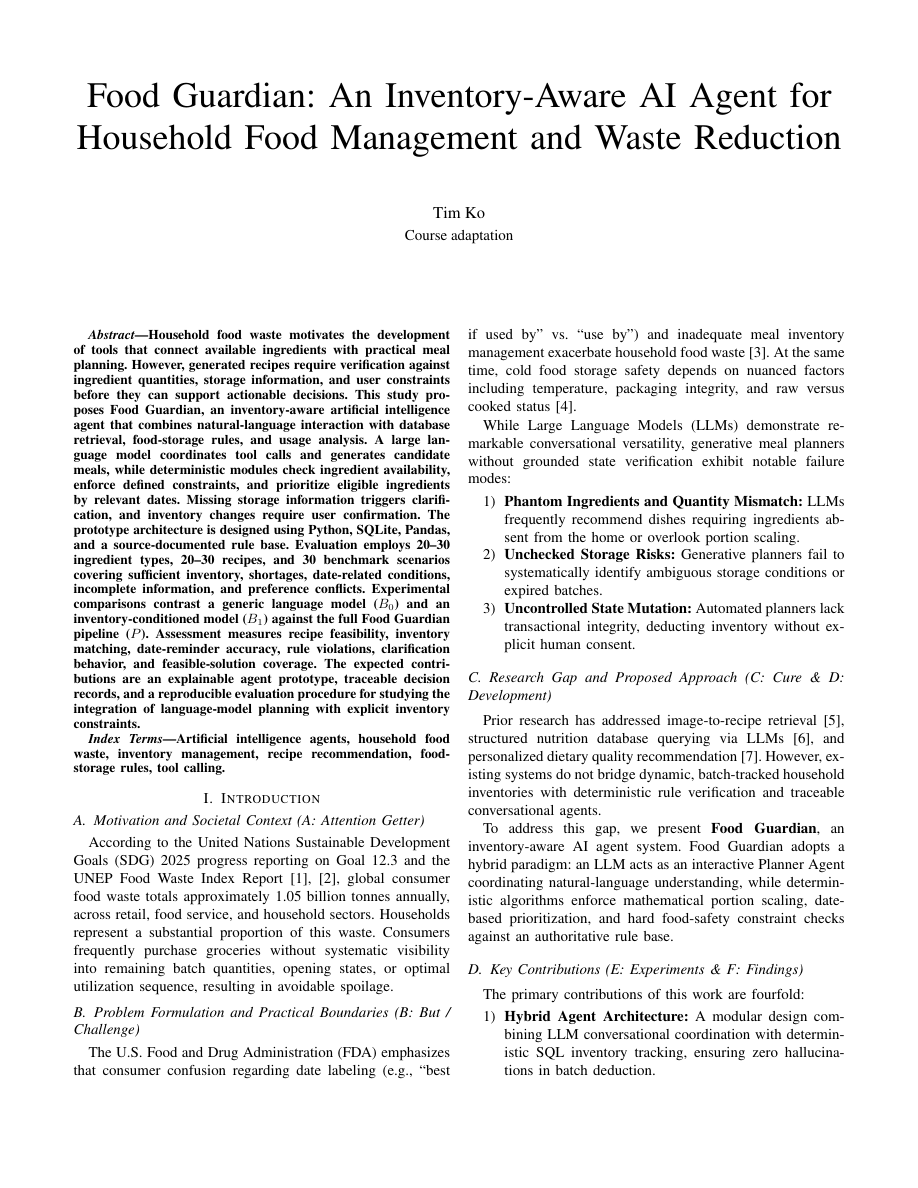 Food Guardian: An Inventory-Aware AI Agent for
Household Food Management and Waste Reduction
Tim Ko
Course adaptation
Abstract—Household food waste motivates the development
of tools that connect available ingredients with practical meal
planning. However, generated recipes require verification against
ingredient quantities, storage information, and user constraints
before they can support actionable decisions. This study pro-
poses Food Guardian, an inventory-aware artificial intelligence
agent that combines natural-language interaction with database
retrieval, food-storage rules, and usage analysis. A large lan-
guage model coordinates tool calls and generates candidate
meals, while deterministic modules check ingredient availability,
enforce defined constraints, and prioritize eligible ingredients
by relevant dates. Missing storage information triggers clarifi-
cation, and inventory changes require user confirmation. The
prototype architecture is designed using Python, SQLite, Pandas,
and a source-documented rule base. Evaluation employs 20–30
ingredient types, 20–30 recipes, and 30 benchmark scenarios
covering sufficient inventory, shortages, date-related conditions,
incomplete information, and preference conflicts. Experimental
comparisons contrast a generic language model (B0) and an
inventory-conditioned model (B1) against the full Food Guardian
pipeline (P). Assessment measures recipe feasibility, inventory
matching, date-reminder accuracy, rule violations, clarification
behavior, and feasible-solution coverage. The expected contri-
butions are an explainable agent prototype, traceable decision
records, and a reproducible evaluation procedure for studying the
integration of language-model planning with explicit inventory
constraints.
Index Terms—Artificial intelligence agents, household food
waste, inventory management, recipe recommendation, food-
storage rules, tool calling.
I. INTRODUCTION
A. Motivation and Societal Context (A: Attention Getter)
According to the United Nations Sustainable Development
Goals (SDG) 2025 progress reporting on Goal 12.3 and the
UNEP Food Waste Index Report [1], [2], global consumer
food waste totals approximately 1.05 billion tonnes annually,
across retail, food service, and household sectors. Households
represent a substantial proportion of this waste. Consumers
frequently purchase groceries without systematic visibility
into remaining batch quantities, opening states, or optimal
utilization sequence, resulting in avoidable spoilage.
B. Problem Formulation and Practical Boundaries (B: But /
Challenge)
The U.S. Food and Drug Administration (FDA) emphasizes
that consumer confusion regarding date labeling (e.g., “best
if used by” vs. “use by”) and inadequate meal inventory
management exacerbate household food waste [3]. At the same
time, cold food storage safety depends on nuanced factors
including temperature, packaging integrity, and raw versus
cooked status [4].
While Large Language Models (LLMs) demonstrate re-
markable conversational versatility, generative meal planners
without grounded state verification exhibit notable failure
modes:
1) Phantom Ingredients and Quantity Mismatch: LLMs
frequently recommend dishes requiring ingredients ab-
sent from the home or overlook portion scaling.
2) Unchecked Storage Risks: Generative planners fail to
systematically identify ambiguous storage conditions or
expired batches.
3) Uncontrolled State Mutation: Automated planners lack
transactional integrity, deducting inventory without ex-
plicit human consent.
C. Research Gap and Proposed Approach (C: Cure & D:
Development)
Prior research has addressed image-to-recipe retrieval [5],
structured nutrition database querying via LLMs [6], and
personalized dietary quality recommendation [7]. However, ex-
isting systems do not bridge dynamic, batch-tracked household
inventories with deterministic rule verification and traceable
conversational agents.
To address this gap, we present Food Guardian, an
inventory-aware AI agent system. Food Guardian adopts a
hybrid paradigm: an LLM acts as an interactive Planner Agent
coordinating natural-language understanding, while determin-
istic algorithms enforce mathematical portion scaling, date-
based prioritization, and hard food-safety constraint checks
against an authoritative rule base.
D. Key Contributions (E: Experiments & F: Findings)
The primary contributions of this work are fourfold:
1) Hybrid Agent Architecture: A modular design com-
bining LLM conversational coordination with determin-
istic SQL inventory tracking, ensuring zero hallucina-
tions in batch deduction.